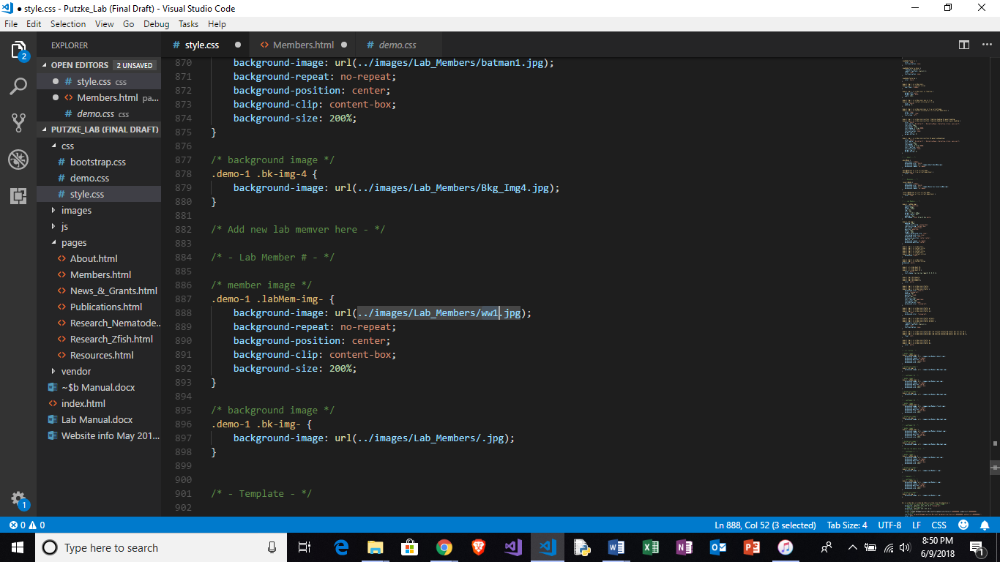 style.css - Putzke_Lab (Final Draft) - Visual Studio Code
File Edit Selection View Go Debug Tasks Help
EXPLORER
OPEN EDITORS 2 UNSAVED
style.css css
Members.html pa...
demo.css css
PUTZKE_LAB (FINAL DRAFT)
css
bootstrap.css
demo.css
style.css
images
js
pages
About.html
Members.html
News_&_Grants.html
Publications.html
Research_Nematode..
Research_Zfish.html
Resources.html
vendor
~$b Manual.docx
index.html
Lab Manual.docx
Website info May 201...
2
1
style.css Members.html demo.css
870 background-image: url(../images/Lab_Members/batman1.jpg);
871 background-repeat: no-repeat;
872 background-position: center;
873 background-clip: content-box;
874 background-size: 200%;
875 }
876
877 /* background image */
878 .demo-1 .bk-img-4 {
879 background-image: url(../images/Lab_Members/Bkg_Img4.jpg);
880 }
881
882 /* Add new lab memver here - */
883
884 /* - Lab Member # - */
885
886 /* member image */
887 .demo-1 .labMem-img- {
888 background-image: url(../images/Lab_Members/ww1.jpg);
889 background-repeat: no-repeat;
890 background-position: center;
891 background-clip: content-box;
892 background-size: 200%;
893 }
894
895 /* background image */
896 .demo-1 .bk-img- {
897 background-image: url(../images/Lab_Members/.jpg);
898 }
899
900
901 /* - Template - */
902
0 0 Ln 888, Col 52 (3 selected) Tab Size: 4 UTF-8 LF CSS
Type here to search
8:50 PM
6/9/2018
1